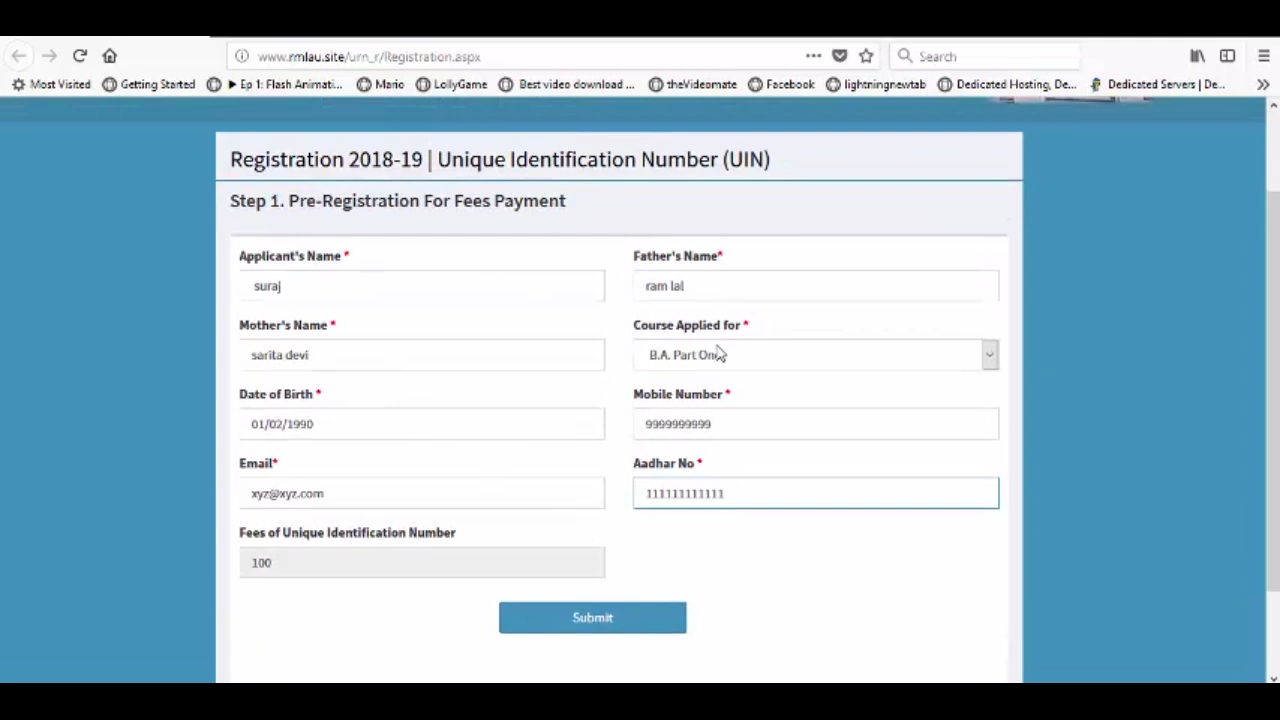 www.rmlau.site/urn_r/Registration.aspx
Search
Most Visited Getting Started Ep 1: Flash Animati... Mario LollyGame Best video download ... theVideomate Facebook lightningnewtab Dedicated Hosting, De... Dedicated Servers | De...
Registration 2018-19 | Unique Identification Number (UIN)
Step 1. Pre-Registration For Fees Payment
Applicant's Name * Father's Name*
suraj ram lal
Mother's Name * Course Applied for *
sarita devi B.A. Part One
Date of Birth * Mobile Number *
01/02/1990 9999999999
Email* Aadhar No *
xyz@xyz.com 111111111111
Fees of Unique Identification Number
100
Submit